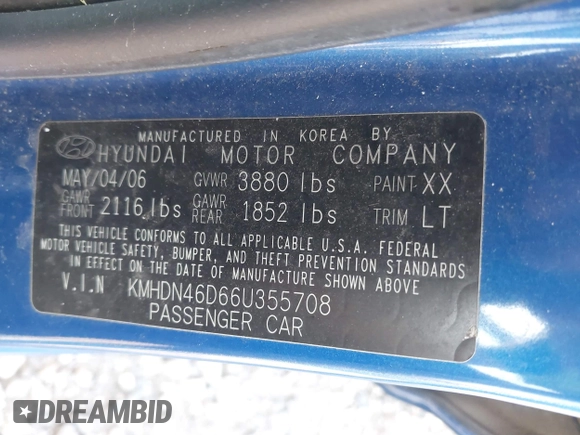 MANUFACTURED IN KOREA BY
HYUNDAI MOTOR COMPANY
MAY/04/06 GVWR 3880 lbs PAINT XX
GAWR FRONT 2116 lbs GAWR REAR 1852 lbs TRIM LT
THIS VEHICLE CONFORMS TO ALL APPLICABLE U.S.A. FEDERAL
MOTOR VEHICLE SAFETY, BUMPER, AND THEFT PREVENTION STANDARDS
IN EFFECT ON THE DATE OF MANUFACTURE SHOWN ABOVE
V.I.N KMHDN46D66U355708
PASSENGER CAR
DREAMBID